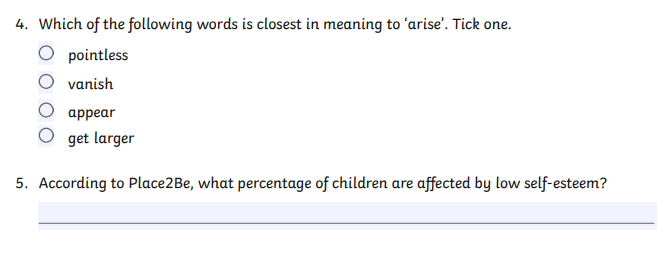 4. Which of the following words is closest in meaning to ‘arise’. Tick one.
pointless
vanish
appear
get larger
5. According to Place2Be, what percentage of children are affected by low self-esteem?